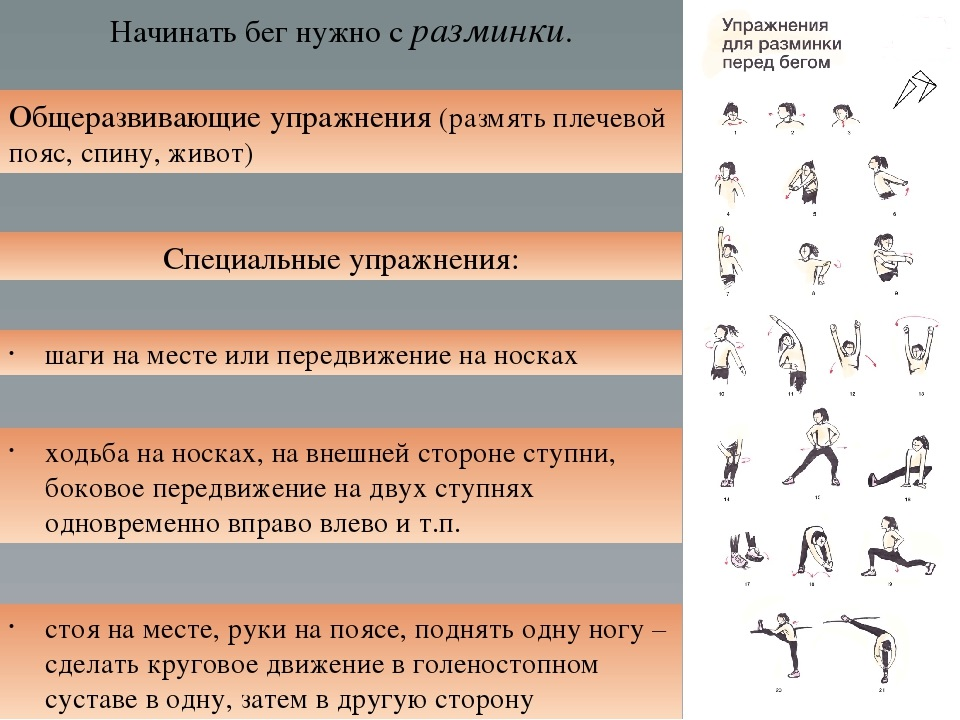 Начинать бег нужно с разминки.
Общеразвивающие упражнения (размять плечевой
пояс, спину, живот)
Специальные упражнения:
· шаги на месте или передвижение на носках
· ходьба на носках, на внешней стороне ступни,
боковое передвижение на двух ступнях
одновременно вправо влево и т.п.
· стоя на месте, руки на поясе, поднять одну ногу –
сделать круговое движение в голеностопном
суставе в одну, затем в другую сторону
Упражнения
для разминки
перед бегом
1 2 3
4 5 6
7 8 9
10 11 12 13
14 15 16
17 18 19
20 21